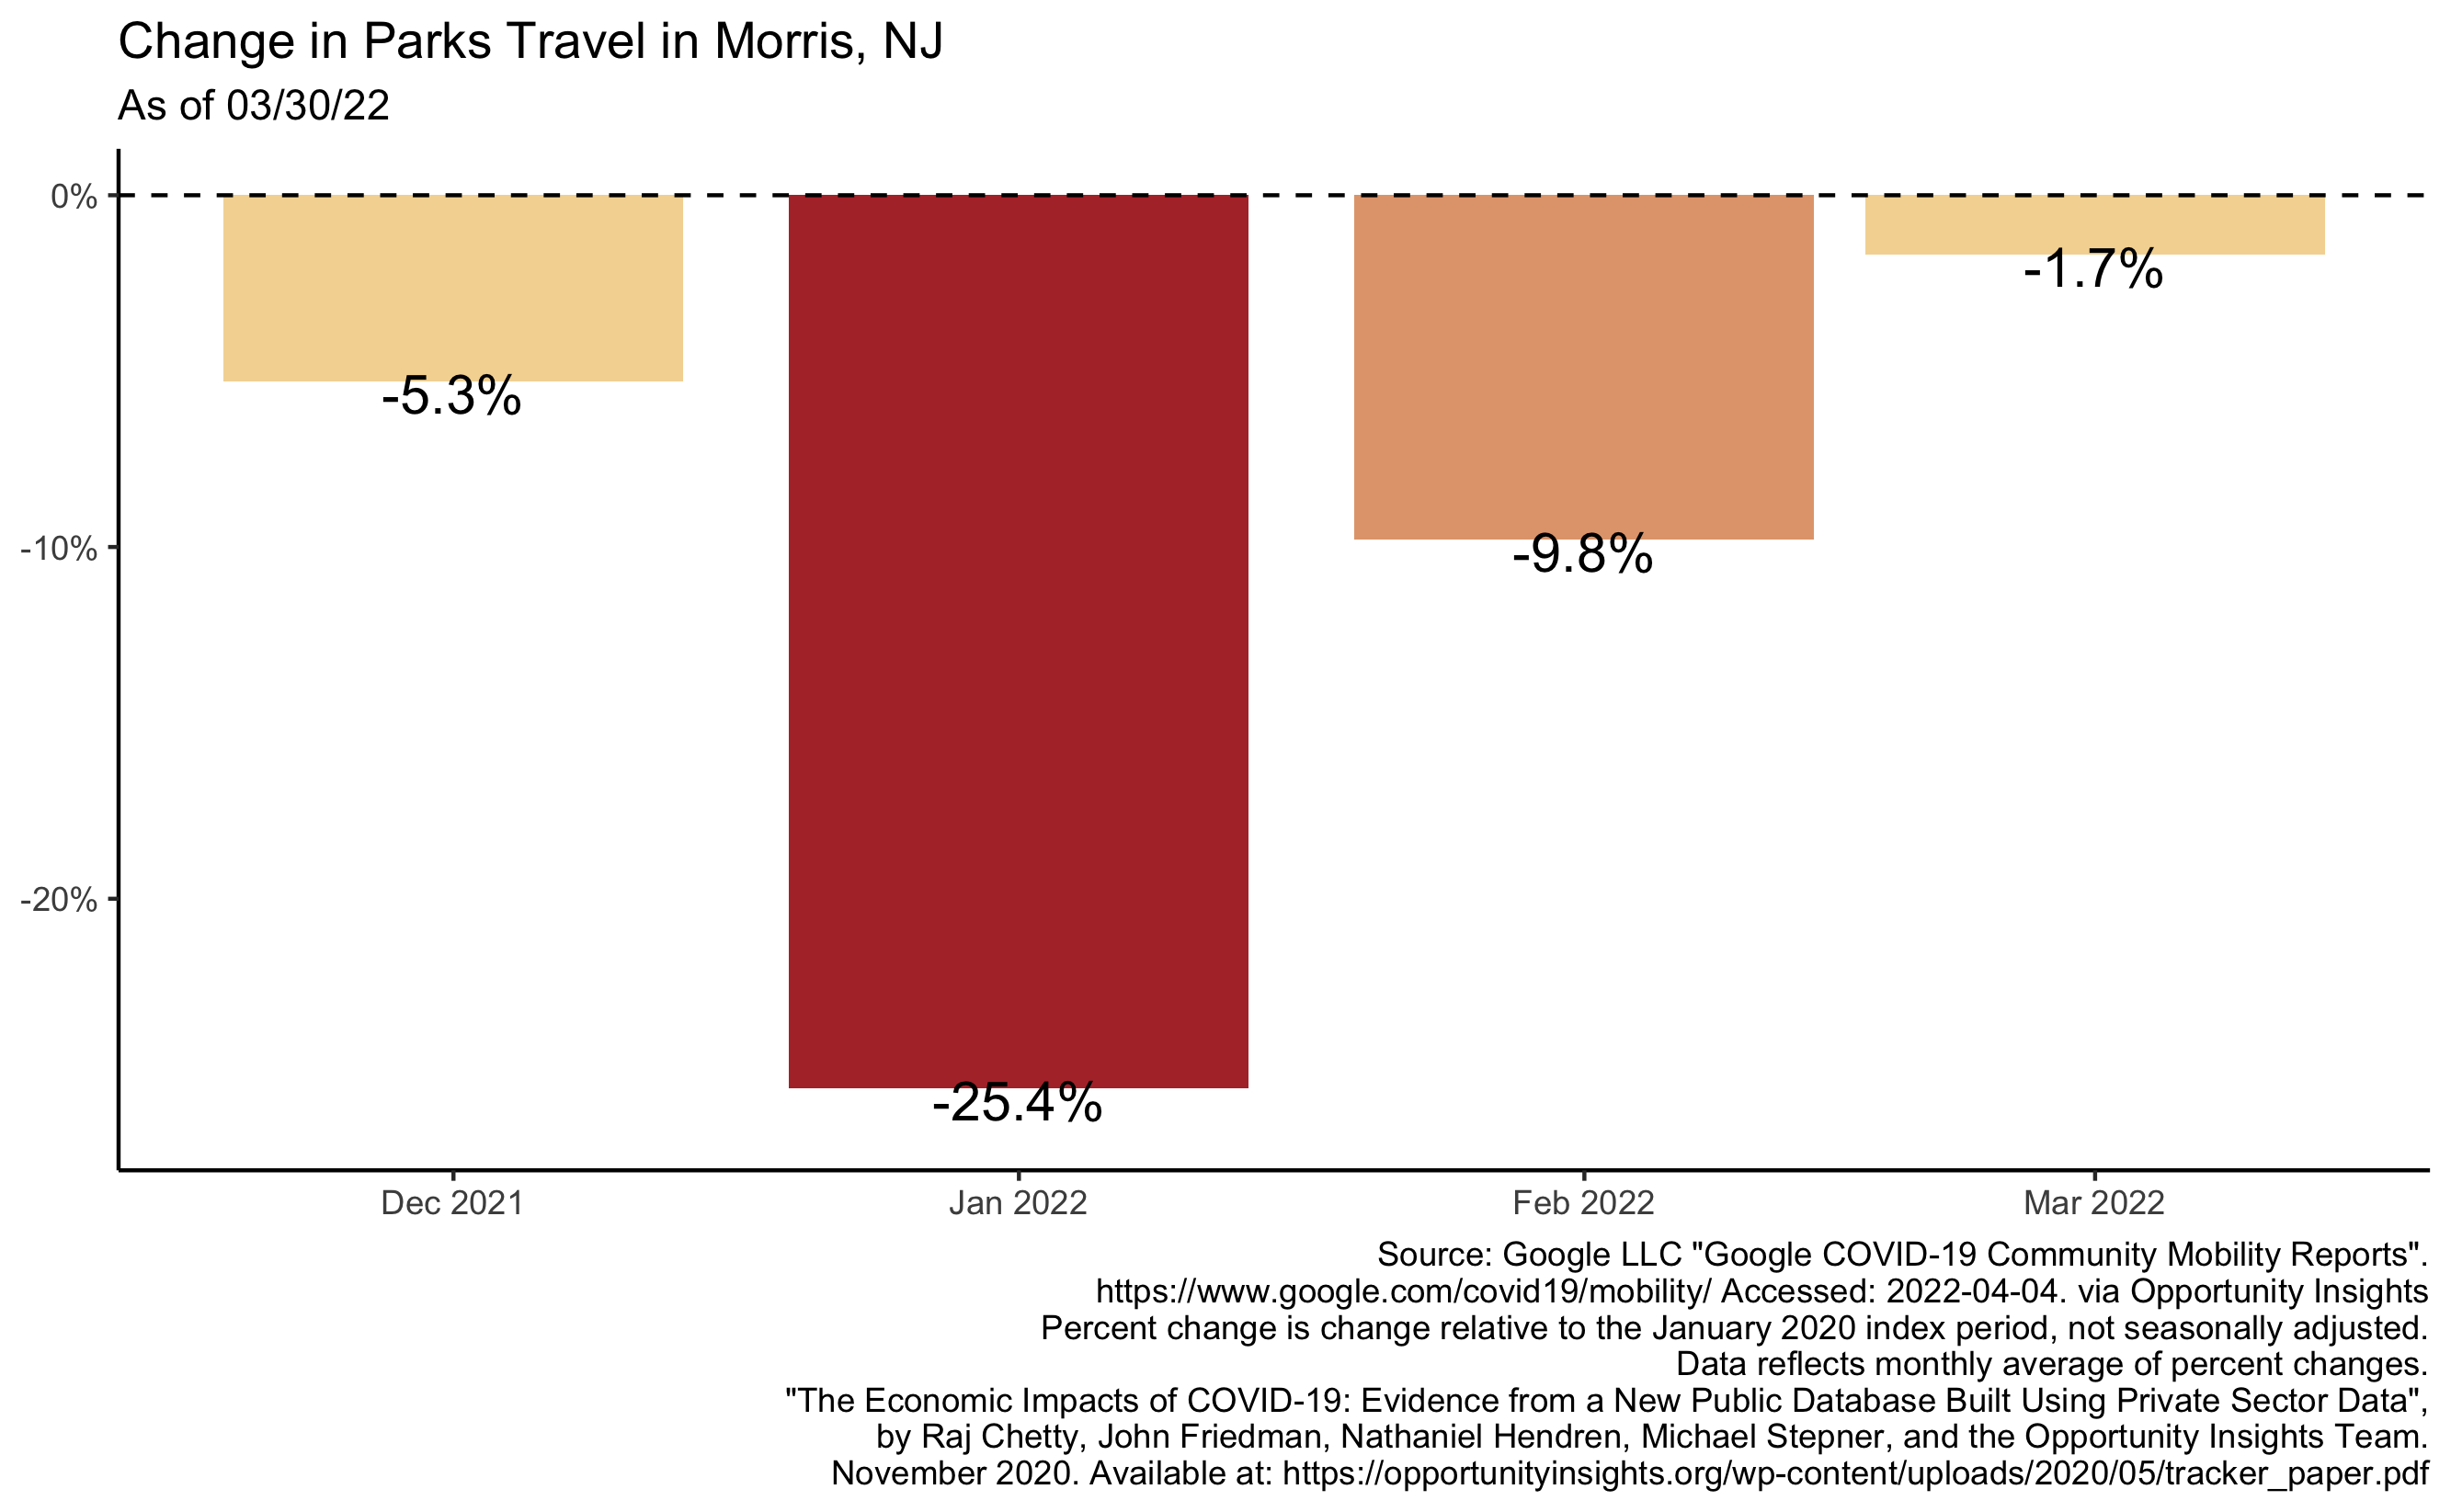 Change in Parks Travel in Morris, NJ
As of 03/30/22
0%
-10%
-20%
-5.3%
-25.4%
-9.8%
-1.7%
Dec 2021
Jan 2022
Feb 2022
Mar 2022
Source: Google LLC "Google COVID-19 Community Mobility Reports".
https://www.google.com/covid19/mobility/ Accessed: 2022-04-04. via Opportunity Insights
Percent change is change relative to the January 2020 index period, not seasonally adjusted.
Data reflects monthly average of percent changes.
"The Economic Impacts of COVID-19: Evidence from a New Public Database Built Using Private Sector Data",
by Raj Chetty, John Friedman, Nathaniel Hendren, Michael Stepner, and the Opportunity Insights Team.
November 2020. Available at: https://opportunityinsights.org/wp-content/uploads/2020/05/tracker_paper.pdf